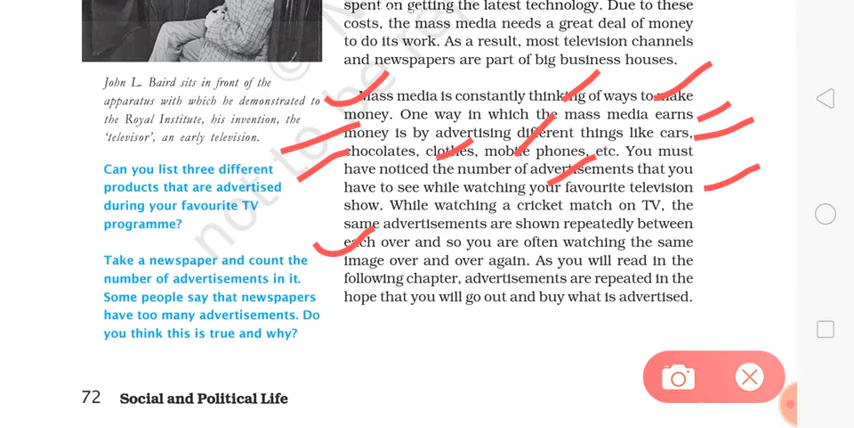 spent on getting the latest technology. Due to these
costs, the mass media needs a great deal of money
to do its work. As a result, most television channels
and newspapers are part of big business houses.
Mass media is constantly thinking of ways to make
money. One way in which the mass media earns
money is by advertising different things like cars,
chocolates, clothes, mobile phones, etc. You must
have noticed the number of advertisements that you
have to see while watching your favourite television
show. While watching a cricket match on TV, the
same advertisements are shown repeatedly between
each over and so you are often watching the same
image over and over again. As you will read in the
following chapter, advertisements are repeated in the
hope that you will go out and buy what is advertised.
John L. Baird sits in front of the
apparatus with which he demonstrated to
the Royal Institute, his invention, the
‘televisor’, an early television.
Can you list three different
products that are advertised
during your favourite TV
programme?
Take a newspaper and count the
number of advertisements in it.
Some people say that newspapers
have too many advertisements. Do
you think this is true and why?
72 Social and Political Life
not to be re
© N